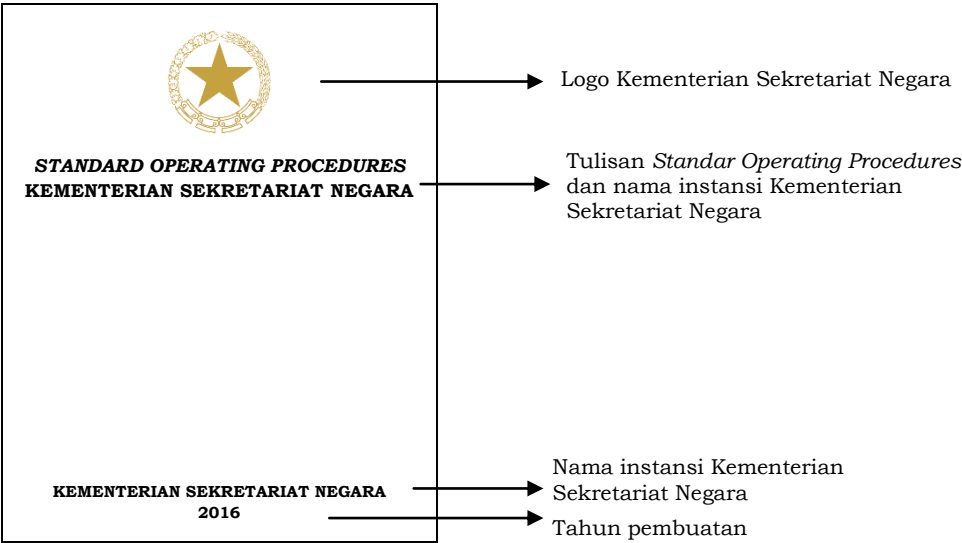 Logo Kementerian Sekretariat Negara
STANDARD OPERATING PROCEDURES
KEMENTERIAN SEKRETARIAT NEGARA
Tulisan Standar Operating Procedures
dan nama instansi Kementerian
Sekretariat Negara
KEMENTERIAN SEKRETARIAT NEGARA
2016
Nama instansi Kementerian
Sekretariat Negara
Tahun pembuatan